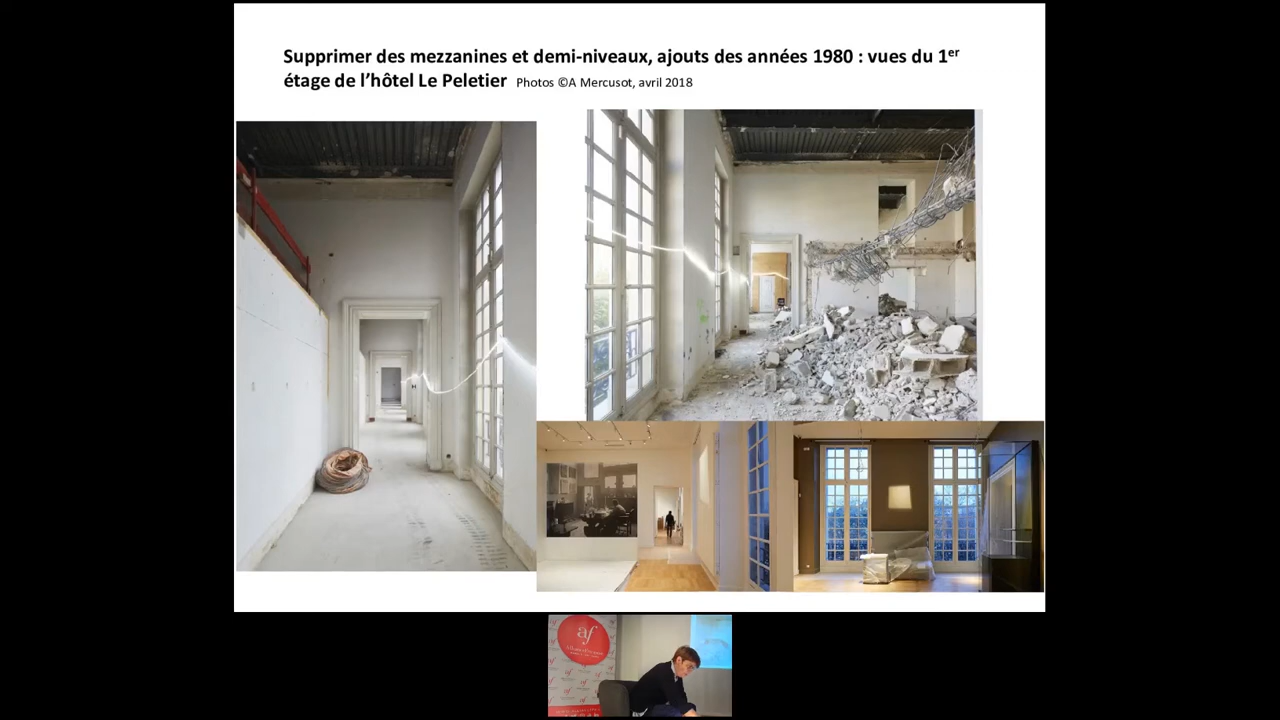 Supprimer des mezzanines et demi-niveaux, ajouts des années 1980 : vues du 1er
étage de l’hôtel Le Peletier Photos ©A Mercusot, avril 2018
af